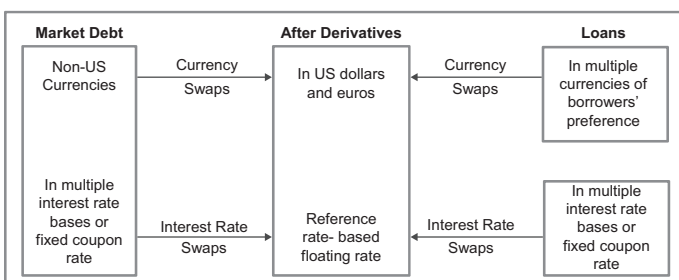 Market Debt
After Derivatives
Loans
Non-US
Currencies
Currency
Swaps
In US dollars
and euros
Currency
Swaps
In multiple
currencies of
borrowers'
preference
In multiple
interest rate
bases or
fixed coupon
rate
Interest Rate
Swaps
Reference
rate- based
floating rate
Interest Rate
Swaps
In multiple
interest rate
bases or
fixed coupon
rate